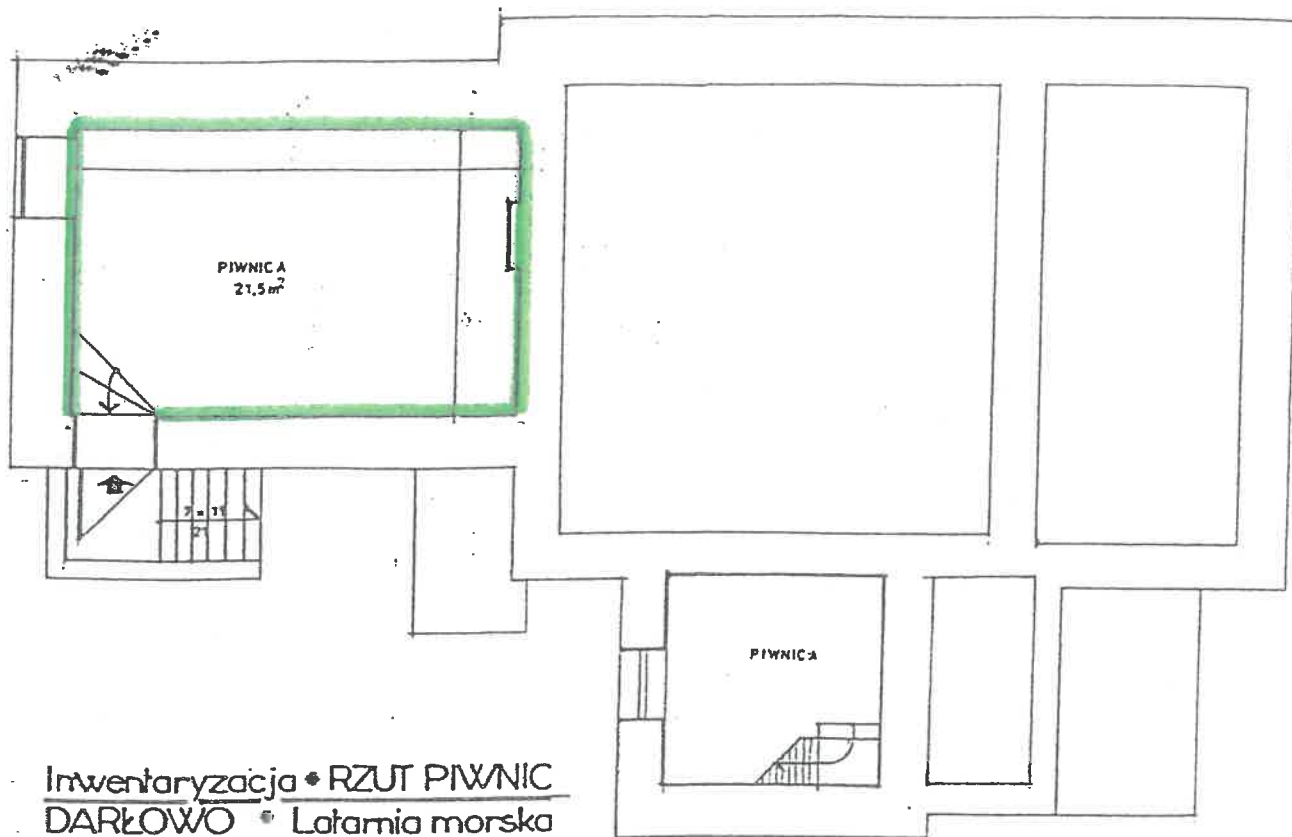 PIWNICA
21,5 m²
PIWNICA
Inwentaryzacja • RZUT PIWNIC
DARŁOWO • Latarnia morska